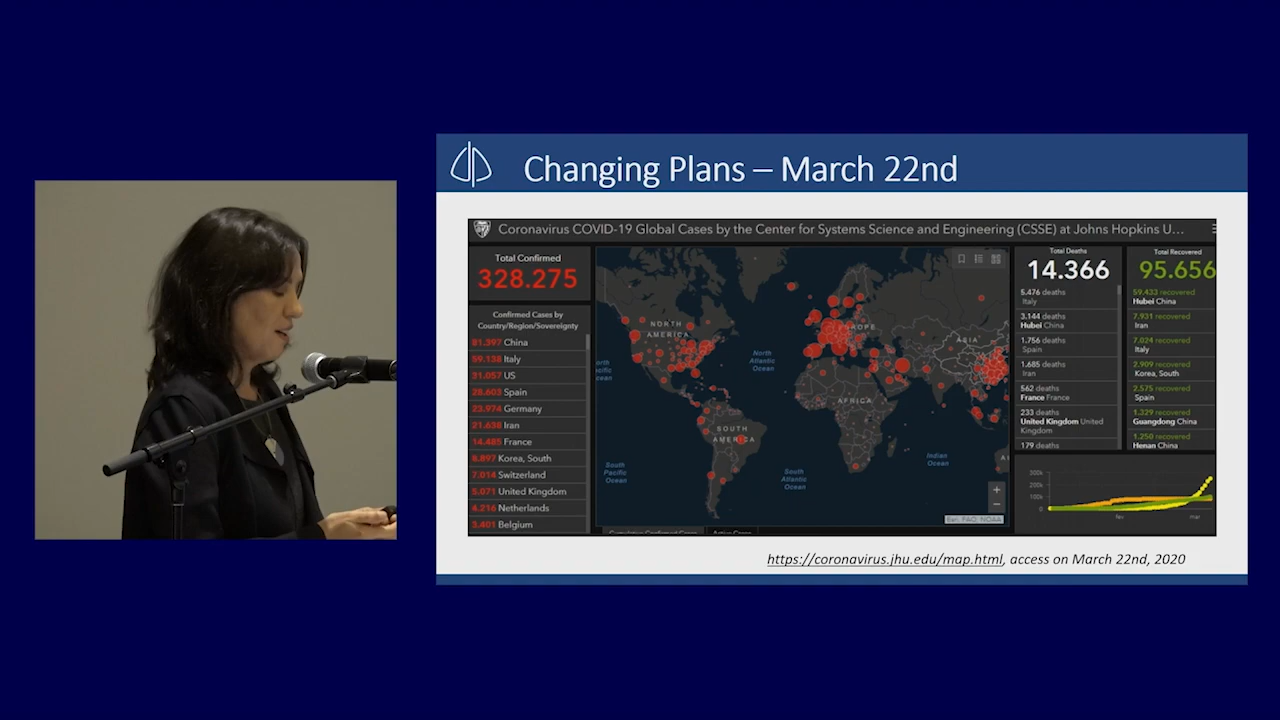 Changing Plans – March 22nd
Coronavirus COVID-19 Global Cases by the Center for Systems Science and Engineering (CSSE) at Johns Hopkins U...
Total Confirmed
328.275
Confirmed Cases by
Country/Region/Sovereignty
81.397 China
59.138 Italy
31.057 US
28.603 Spain
23.974 Germany
21.638 Iran
14.485 France
8.897 Korea, South
7.014 Switzerland
5.071 United Kingdom
4.216 Netherlands
3.401 Belgium
NORTH
AMERICA
North
Atlantic
Ocean
EUROPE
ASIA
AFRICA
SOUTH
AMERICA
South
Pacific
Ocean
South
Atlantic
Ocean
Indian
Ocean
Esri, FAO, NOAA
Cumulative Confirmed Cases
Active Cases
Total Deaths
14.366
5.476 deaths
Italy
3.144 deaths
Hubei China
1.756 deaths
Spain
1.685 deaths
Iran
562 deaths
France France
233 deaths
United Kingdom United
Kingdom
179 deaths
Total Recovered
95.656
59.433 recovered
Hubei China
7.931 recovered
Iran
7.024 recovered
Italy
2.909 recovered
Korea, South
2.575 recovered
Spain
1.329 recovered
Guangdong China
1.250 recovered
Henan China
300k
200k
100k
0
fev
mar
https://coronavirus.jhu.edu/map.html, access on March 22nd, 2020